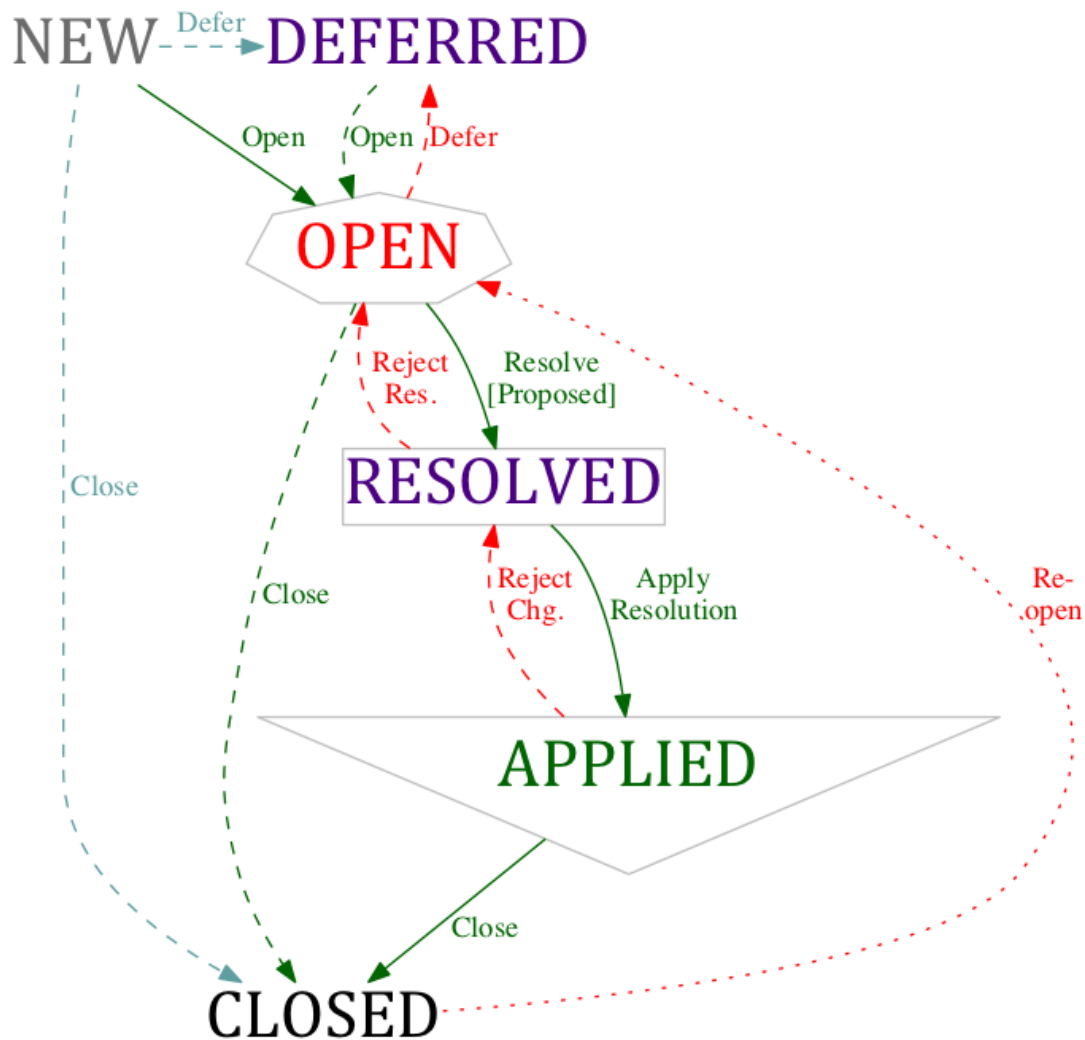 NEW
Defer
DEFERRED
Open
Open
Defer
OPEN
Reject
Res.
Resolve
[Proposed]
RESOLVED
Close
Close
Reject
Chg.
Apply
Resolution
Re-
open
APPLIED
Close
CLOSED